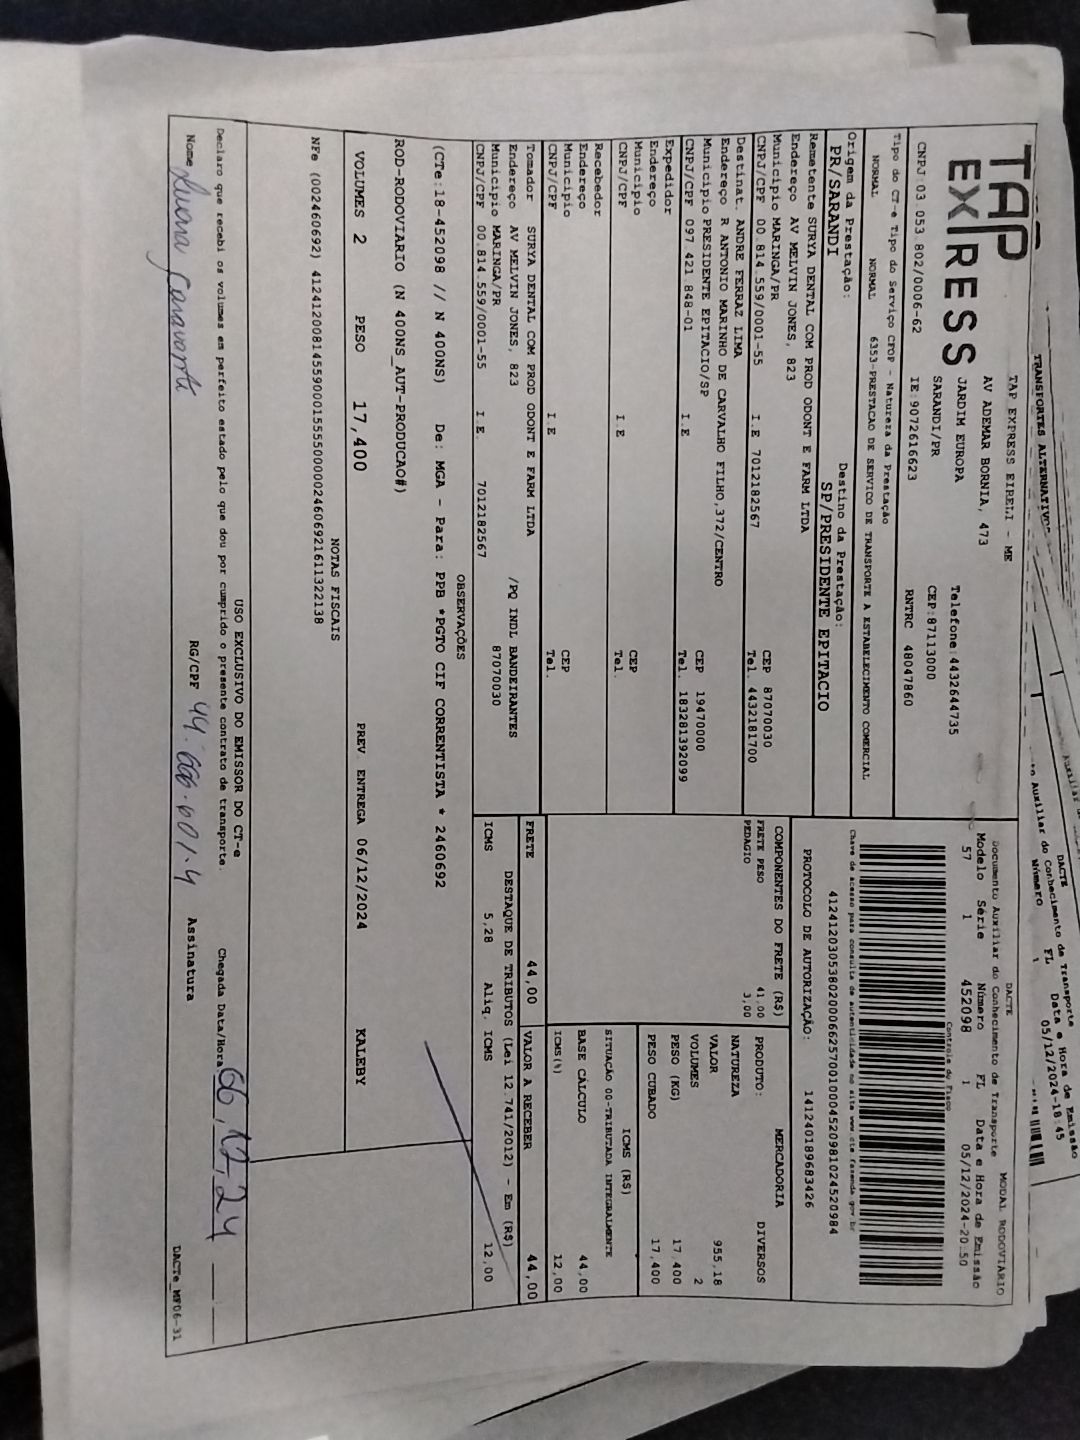 TRANSPORTES ALTERNATIVOS
DACTE
Auxiliar do Conhecimento de Transporte
Número FL Data e Hora de Emissão
1 05/12/2024-18:45
TAP
EXPRESS
TAP EXPRESS EIRELI - ME
AV ADEMAR BORNIA, 473
JARDIM EUROPA
SARANDI/PR
Telefone:4432644735
CEP:87113000
CNPJ:03.053.802/0006-62 IE:9072616623 RNTRC 48047860
Tipo do CT-e Tipo do Serviço CFOP - Natureza da Prestação
NORMAL NORMAL 6353-PRESTACAO DE SERVICO DE TRANSPORTE A ESTABELECIMENTO COMERCIAL
Origem da Prestação: Destino da Prestação:
PR/SARANDI SP/PRESIDENTE EPITACIO
DACTE MODAL RODOVIARIO
Documento Auxiliar do Conhecimento de Transporte
Modelo Série Número FL Data e Hora de Emissão
57 1 452098 1 05/12/2024-20:50
Controle do Fisco
41241203053802000662570010004520981024520984
Chave de acesso para consulta de autenticidade no site www.cte.fazenda.gov.br
PROTOCOLO DE AUTORIZAÇÃO: 141240189683426
Remetente SURYA DENTAL COM PROD ODONT E FARM LTDA
Endereço AV MELVIN JONES, 823
Município MARINGA/PR CEP 87070030
CNPJ/CPF 00.814.559/0001-55 I.E 7012182567 Tel. 4432181700
Destinat. ANDRE FERRAZ LIMA
Endereço R ANTONIO MARINHO DE CARVALHO FILHO,372/CENTRO
Município PRESIDENTE EPITACIO/SP CEP 19470000
CNPJ/CPF 097.421.848-01 I.E Tel. 183281392099
Expedidor
Endereço
Município CEP
CNPJ/CPF I.E Tel.
Recebedor
Endereço
Município CEP
CNPJ/CPF I.E Tel.
Tomador SURYA DENTAL COM PROD ODONT E FARM LTDA
Endereço AV MELVIN JONES, 823 /PQ INDL BANDEIRANTES
Município MARINGA/PR 87070030
CNPJ/CPF 00.814.559/0001-55 I.E. 7012182567
COMPONENTES DO FRETE (R$)
FRETE PESO 41,00
PEDAGIO 3,00
MERCADORIA
PRODUTO: DIVERSOS
NATUREZA
VALOR 955,18
VOLUMES 2
PESO (KG) 17,400
PESO CUBADO 17,400
ICMS (R$)
SITUAÇÃO 00-TRIBUTADA INTEGRALMENTE
BASE CÁLCULO 44,00
ICMS(%) 12,00
FRETE 44,00 VALOR A RECEBER 44,00
DESTAQUE DE TRIBUTOS (Lei 12.741/2012) - Em (R$)
ICMS 5,28 Aliq. ICMS 12,00
OBSERVAÇÕES
(CTe:18-452098 // N 400NS) De: MGA - Para: PPB *PGTO CIF CORRENTISTA * 2460692
ROD-RODOVIARIO (N 400NS_AUT-PRODUCAO#)
VOLUMES 2 PESO 17,400 PREV. ENTREGA 06/12/2024 KALEBY
NOTAS FISCAIS
NFe (002460692)
USO EXCLUSIVO DO EMISSOR DO CT-e
Declaro que recebi os volumes em perfeito estado pelo que dou por cumprido o presente contrato de transporte. Chegada Data/Hora 06,12,24
Nome Luana RG/CPF 44.666.601-4 Assinatura
DACTe_MF06-31